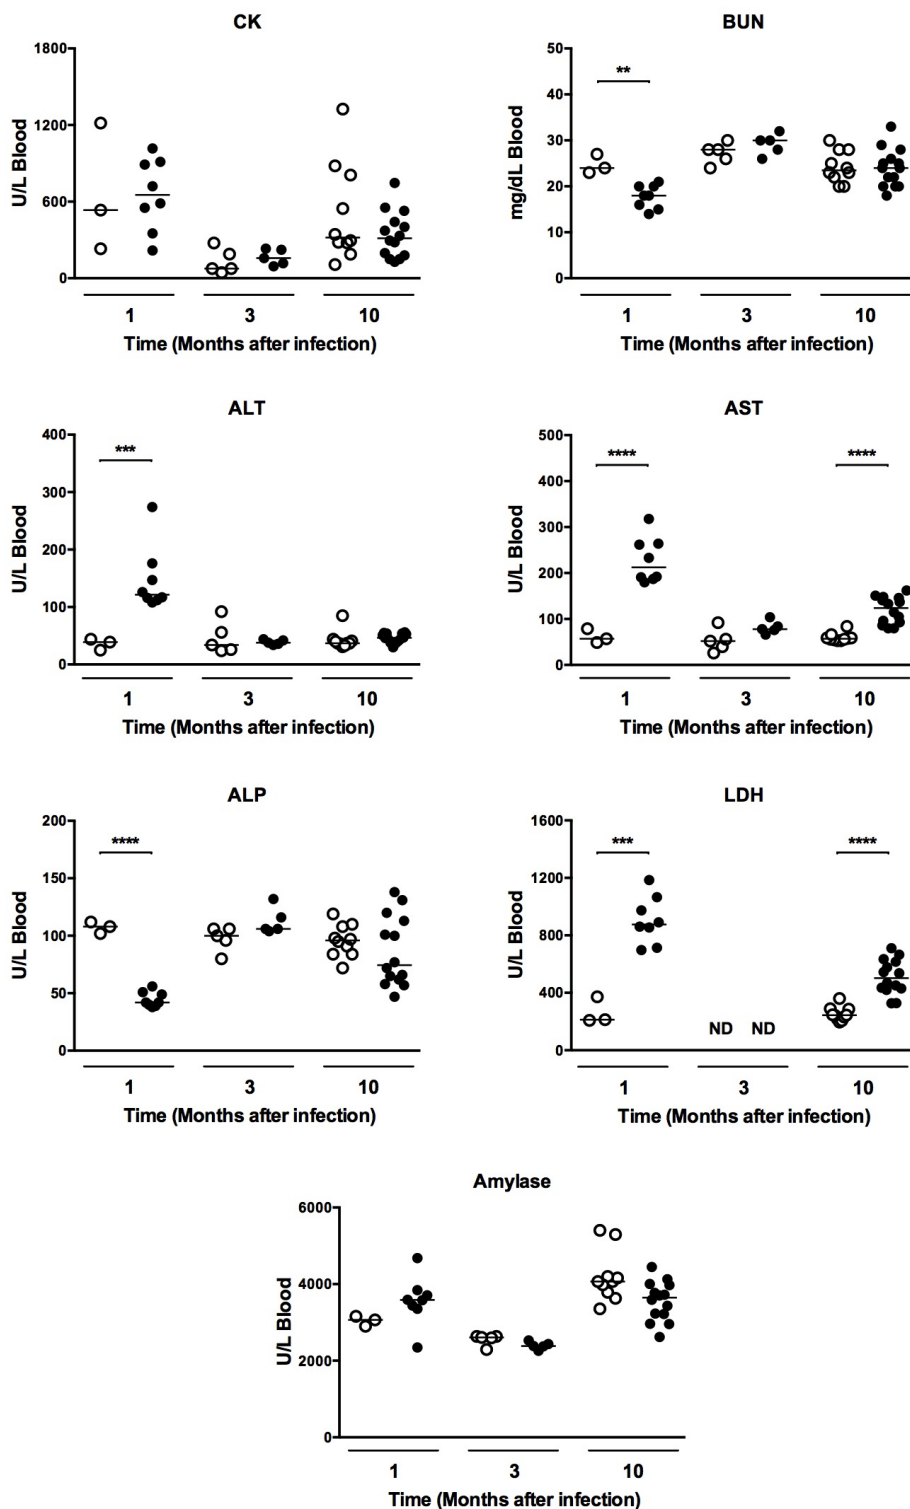 CK
1800
1200
600
0
U/L Blood
1 3 10
Time (Months after infection)
BUN
50
40
30
20
10
0
mg/dL Blood
**
1 3 10
Time (Months after infection)
ALT
400
300
200
100
0
U/L Blood
***
1 3 10
Time (Months after infection)
AST
500
400
300
200
100
0
U/L Blood
**** ****
1 3 10
Time (Months after infection)
ALP
200
150
100
50
0
U/L Blood
****
1 3 10
Time (Months after infection)
LDH
1600
1200
800
400
0
U/L Blood
*** ****
ND ND
1 3 10
Time (Months after infection)
Amylase
6000
4000
2000
0
U/L Blood
1 3 10
Time (Months after infection)